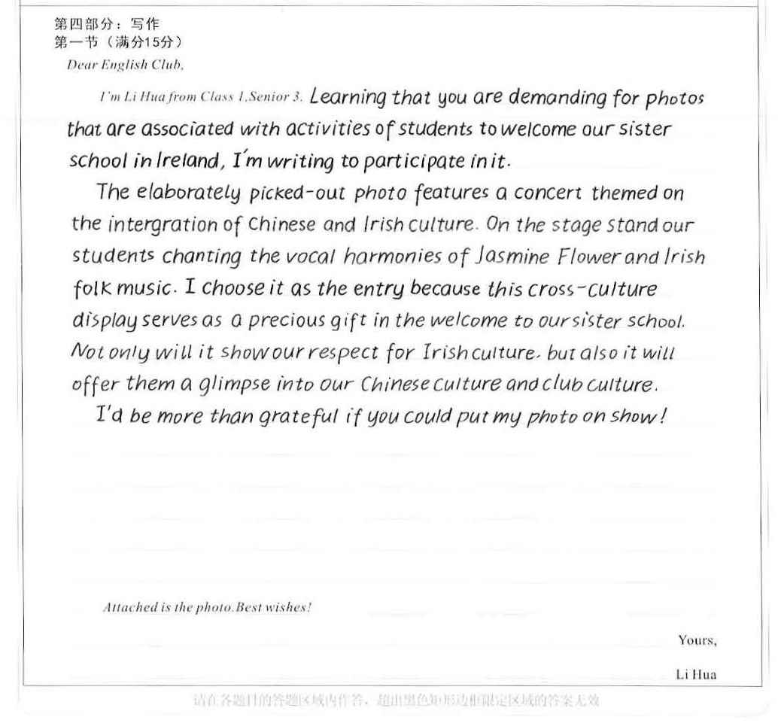 第四部分：写作
第一节（满分15分）
Dear English Club,
I'm Li Hua from Class 1,Senior 3. Learning that you are demanding for photos
that are associated with activities of students to welcome our sister
school in Ireland, I'm writing to participate in it.
The elaborately picked-out photo features a concert themed on
the intergration of Chinese and Irish culture. On the stage stand our
students chanting the vocal harmonies of Jasmine Flower and Irish
folk music. I choose it as the entry because this cross-culture
display serves as a precious gift in the welcome to our sister school.
Not only will it show our respect for Irish culture, but also it will
offer them a glimpse into our Chinese culture and club culture.
I'd be more than grateful if you could put my photo on show!
Attached is the photo.Best wishes!
Yours,
Li Hua
请在各题目的答题区域内作答，超出黑色矩形边框限定区域的答案无效